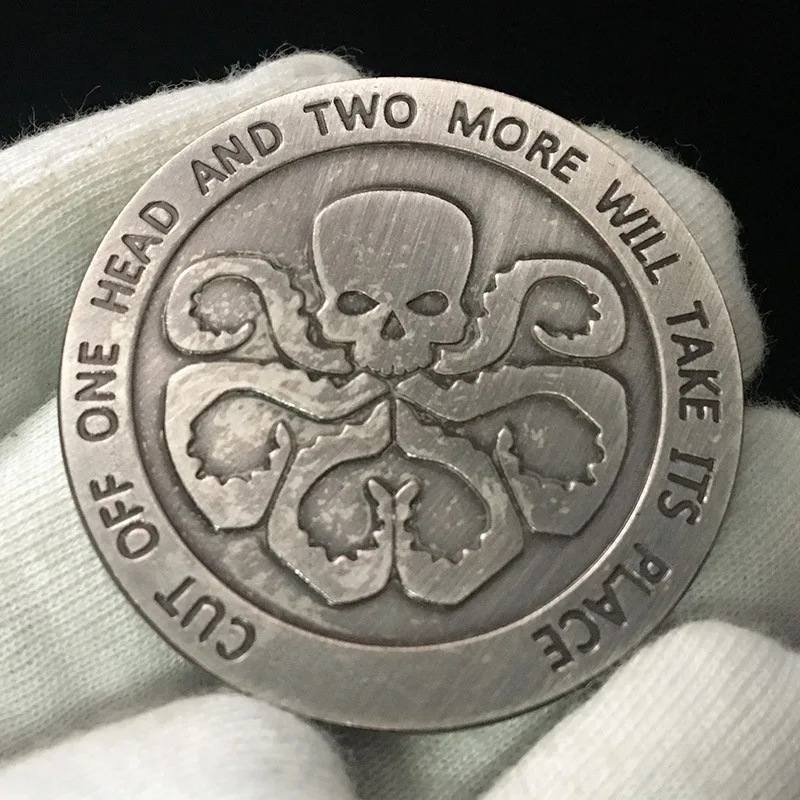 CUT OFF ONE HEAD AND TWO MORE WILL TAKE ITS PLACE